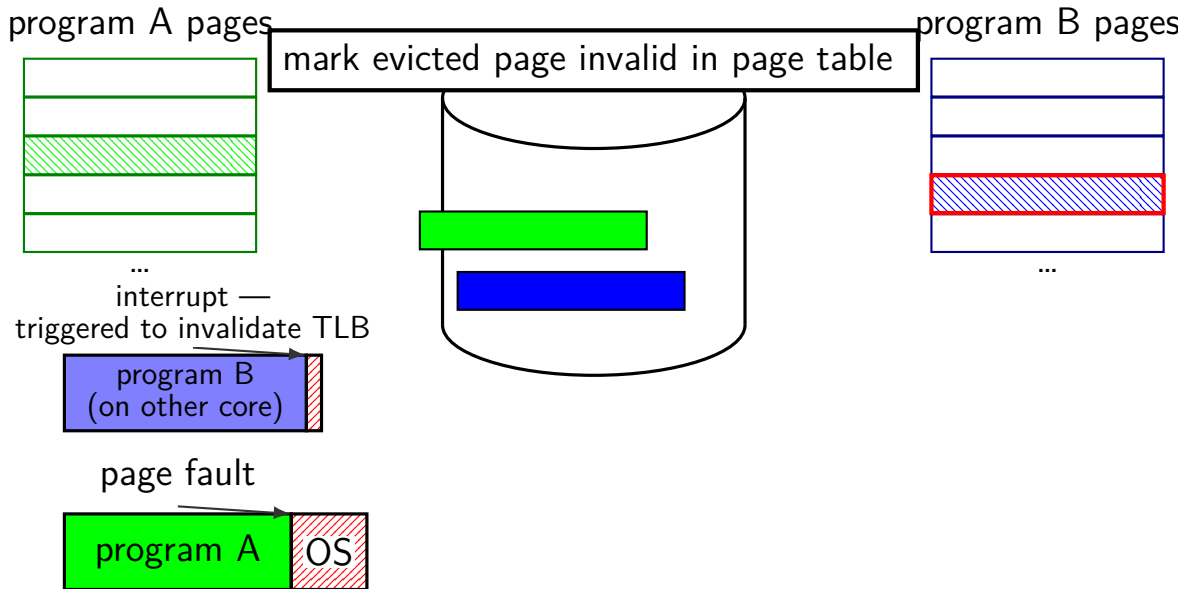 program A pages
mark evicted page invalid in page table
program B pages
...
...
interrupt —
triggered to invalidate TLB
program B
(on other core)
page fault
program A
OS